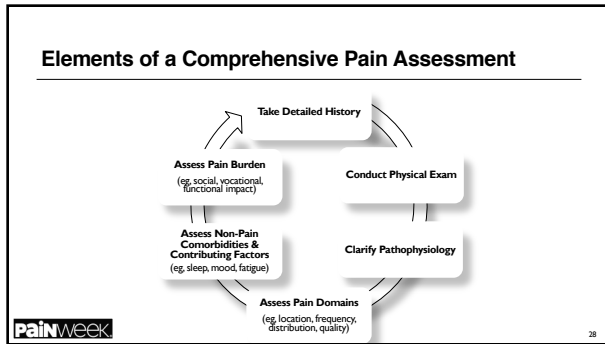 Elements of a Comprehensive Pain Assessment
Take Detailed History
Conduct Physical Exam
Clarify Pathophysiology
Assess Pain Domains
(eg, location, frequency,
distribution, quality)
Assess Non-Pain
Comorbidities &
Contributing Factors
(eg, sleep, mood, fatigue)
Assess Pain Burden
(eg, social, vocational,
functional impact)
PAINWEEK.
28